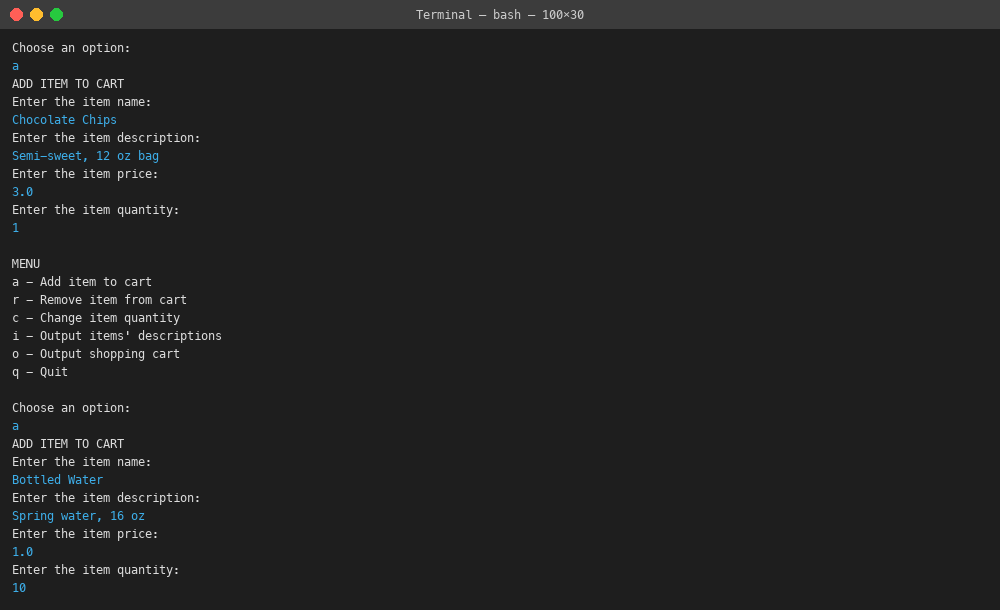 Terminal — bash — 100×30
Choose an option:
a
ADD ITEM TO CART
Enter the item name:
Chocolate Chips
Enter the item description:
Semi–sweet, 12 oz bag
Enter the item price:
3.0
Enter the item quantity:
1
MENU
a – Add item to cart
r – Remove item from cart
c – Change item quantity
i – Output items' descriptions
o – Output shopping cart
q – Quit
Choose an option:
a
ADD ITEM TO CART
Enter the item name:
Bottled Water
Enter the item description:
Spring water, 16 oz
Enter the item price:
1.0
Enter the item quantity:
10